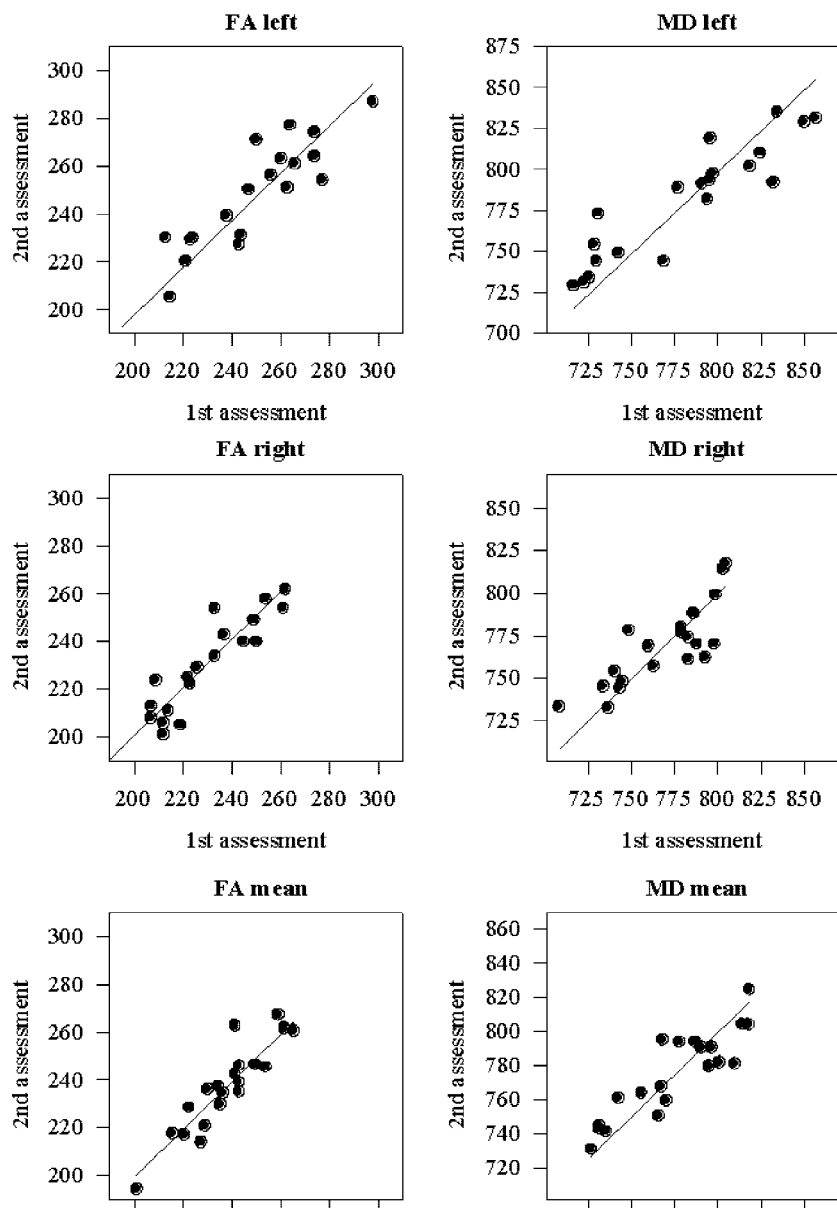 FA left
300
280
260
240
220
200
2nd assessment
200 220 240 260 280 300
1st assessment
MD left
875
850
825
800
775
750
725
700
2nd assessment
725 750 775 800 825 850
1st assessment
FA right
300
280
260
240
220
200
2nd assessment
200 220 240 260 280 300
1st assessment
MD right
850
825
800
775
750
725
2nd assessment
725 750 775 800 825 850
1st assessment
FA mean
300
280
260
240
220
200
2nd assessment
MD mean
860
840
820
800
780
760
740
720
2nd assessment